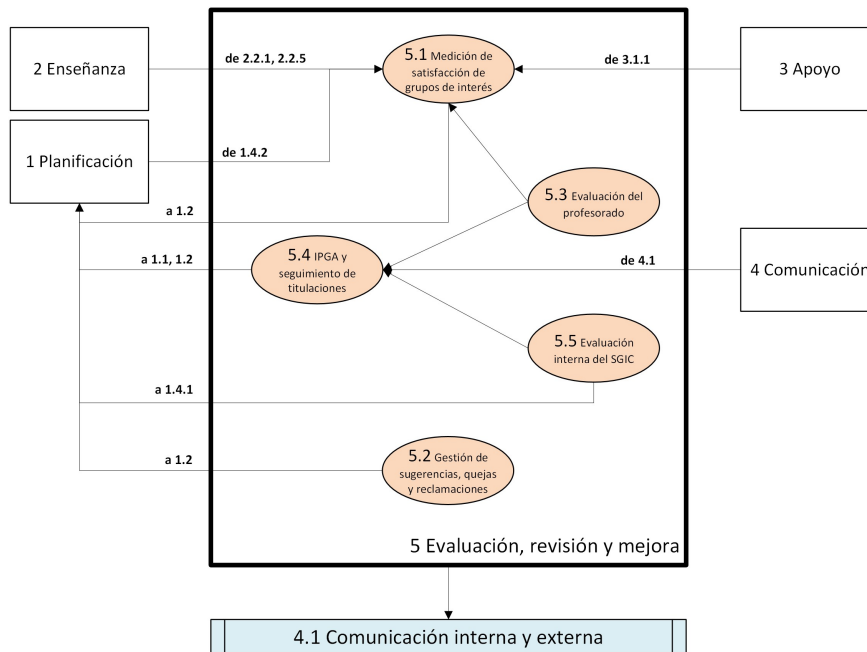 2 Enseñanza
de 2.2.1, 2.2.5
5.1 Medición de
satisfacción de
grupos de interés
de 3.1.1
3 Apoyo
1 Planificación
de 1.4.2
a 1.2
5.3 Evaluación del
profesorado
a 1.1, 1.2
5.4 IPGA y
seguimiento de
titulaciones
de 4.1
4 Comunicación
5.5 Evaluación
interna del SGIC
a 1.4.1
a 1.2
5.2 Gestión de
sugerencias, quejas
y reclamaciones
5 Evaluación, revisión y mejora
4.1 Comunicación interna y externa